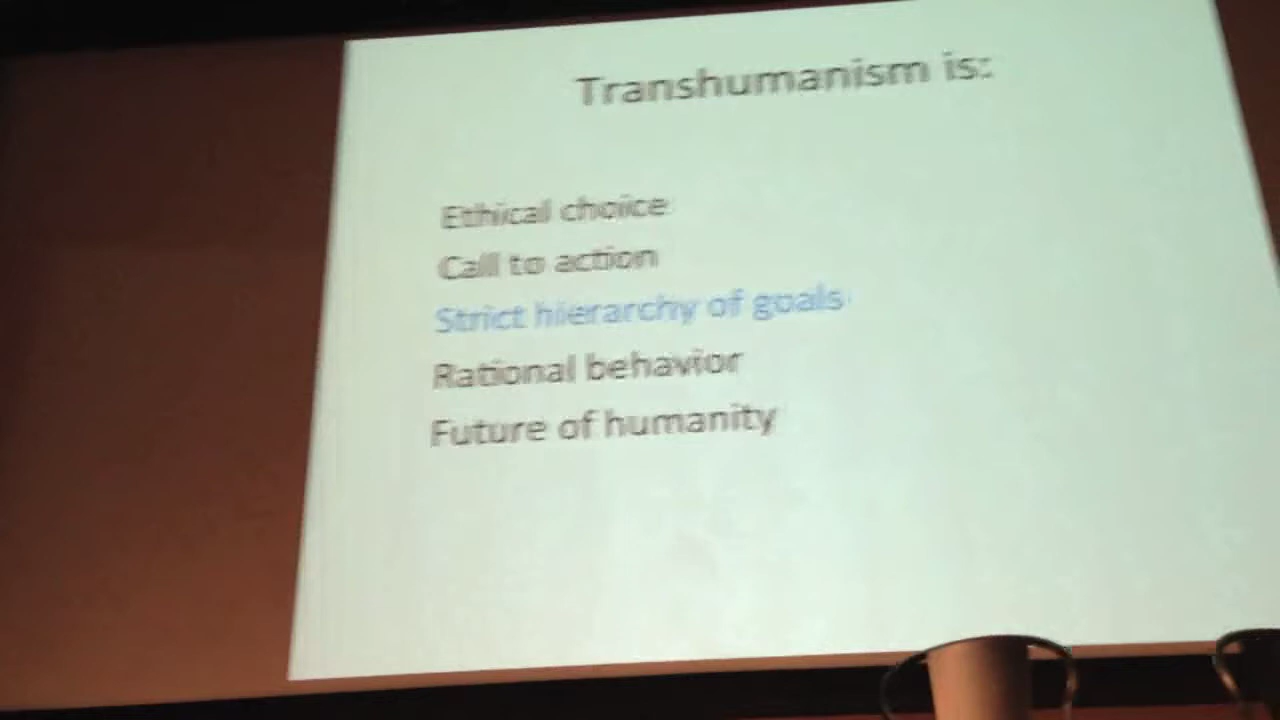 Transhumanism is:
Ethical choice
Call to action
Strict hierarchy of goals
Rational behavior
Future of humanity